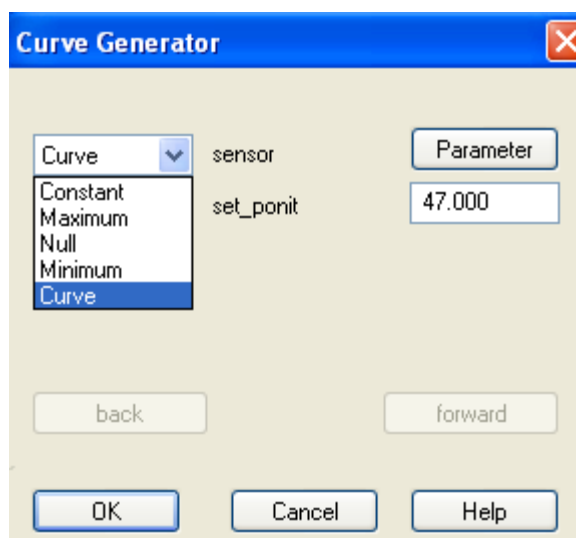 Curve Generator
Curve sensor Parameter
Constant
Maximum set_ponit 47.000
Null
Minimum
Curve
back forward
OK Cancel Help